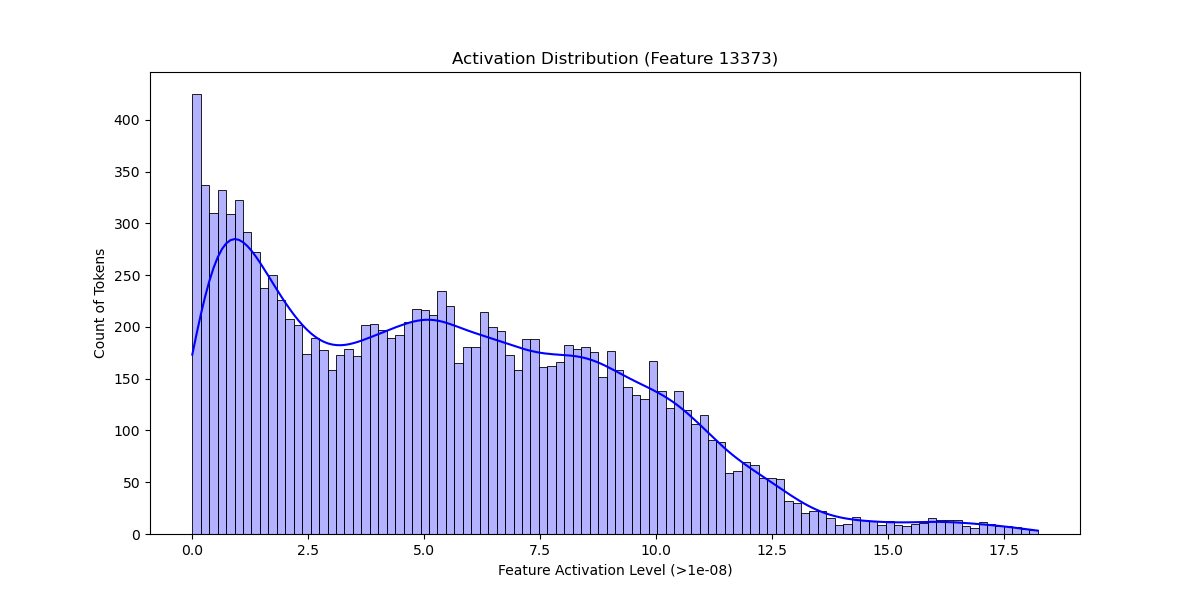 Activation Distribution (Feature 13373)
Count of Tokens
400
350
300
250
200
150
100
50
0
0.0 2.5 5.0 7.5 10.0 12.5 15.0 17.5
Feature Activation Level (>1e-08)